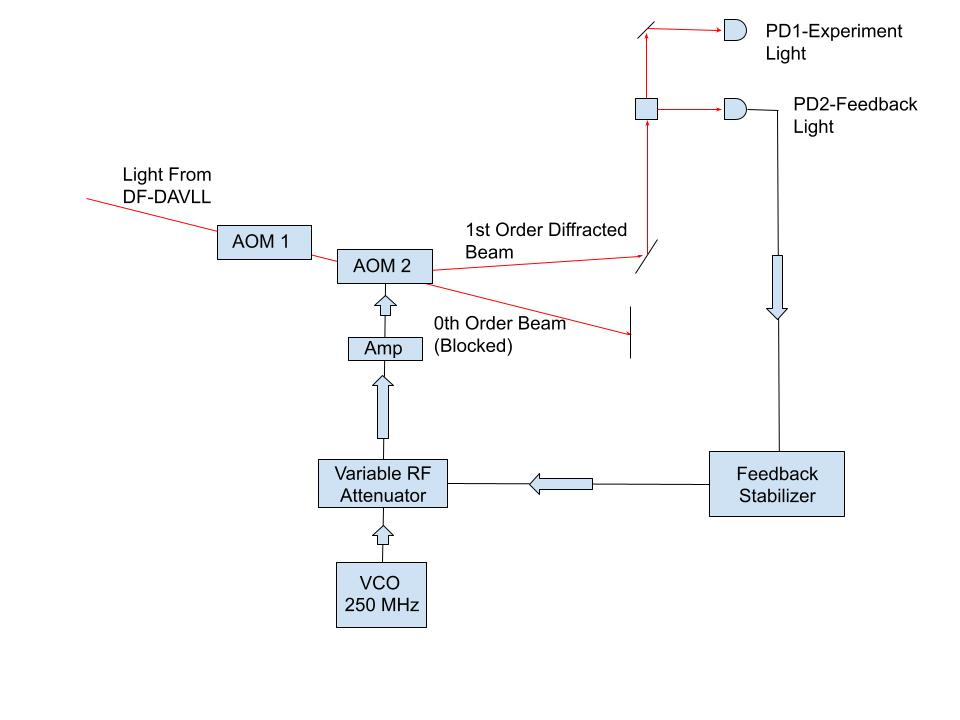 PD1-Experiment
Light
PD2-Feedback
Light
Light From
DF-DAVLL
AOM 1
1st Order Diffracted
Beam
AOM 2
0th Order Beam
(Blocked)
Amp
Variable RF
Attenuator
Feedback
Stabilizer
VCO
250 MHz